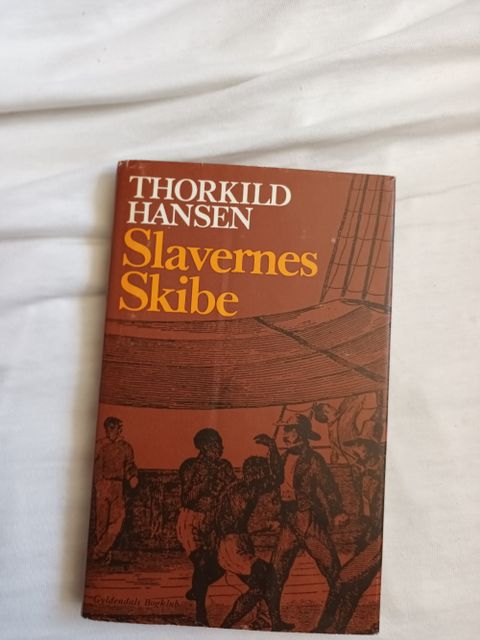 THORKILD
HANSEN
Slavernes
Skibe
Gyldendals Bogklub